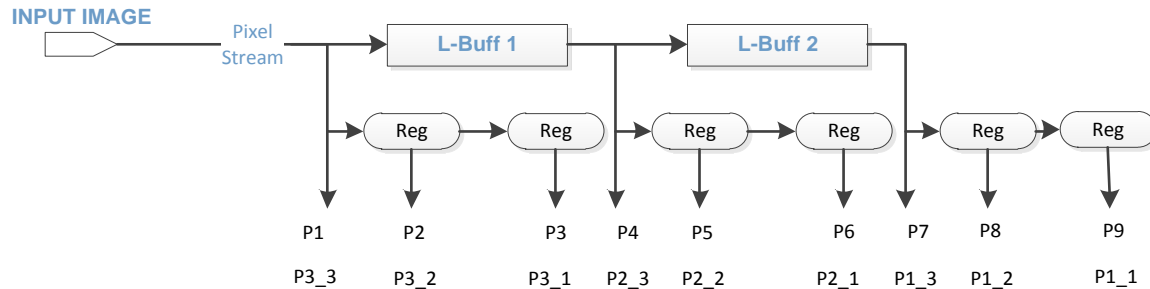 INPUT IMAGE
Pixel
Stream
L-Buff 1
L-Buff 2
Reg
Reg
Reg
Reg
Reg
Reg
P1 P2 P3 P4 P5 P6 P7 P8 P9
P3_3 P3_2 P3_1 P2_3 P2_2 P2_1 P1_3 P1_2 P1_1